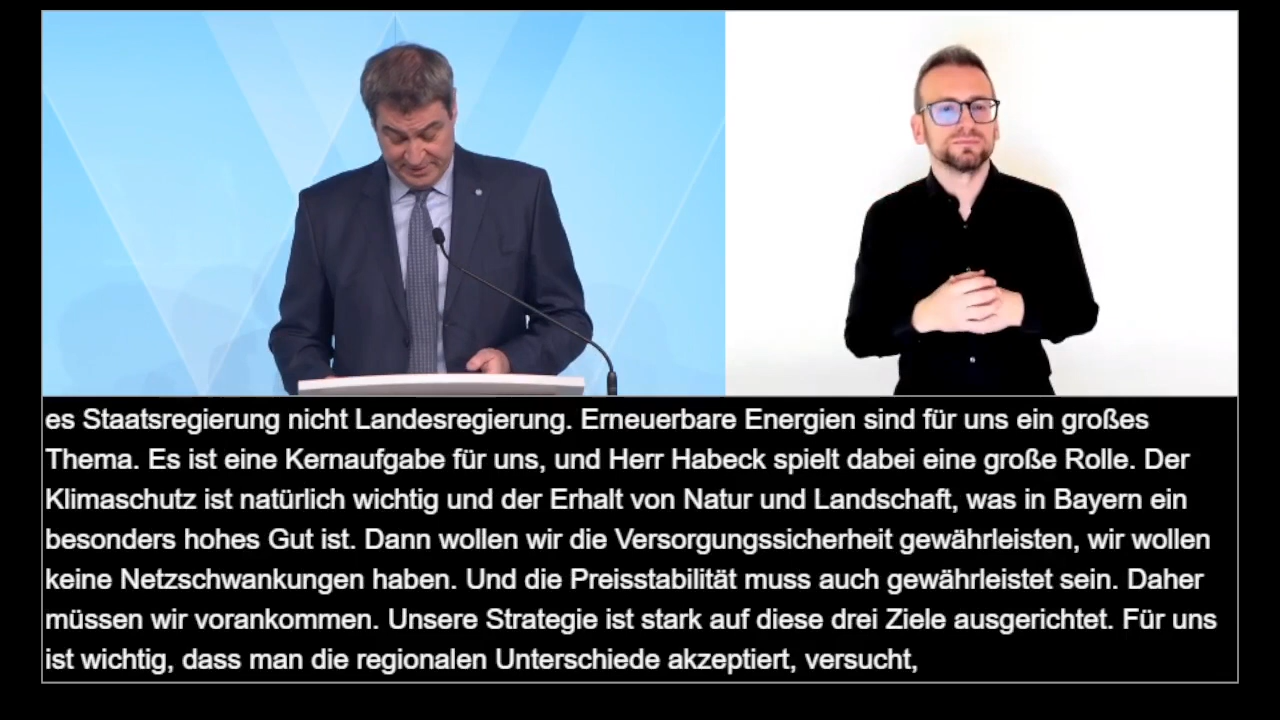 es Staatsregierung nicht Landesregierung. Erneuerbare Energien sind für uns ein großes
Thema. Es ist eine Kernaufgabe für uns, und Herr Habeck spielt dabei eine große Rolle. Der
Klimaschutz ist natürlich wichtig und der Erhalt von Natur und Landschaft, was in Bayern ein
besonders hohes Gut ist. Dann wollen wir die Versorgungssicherheit gewährleisten, wir wollen
keine Netzschwankungen haben. Und die Preisstabilität muss auch gewährleistet sein. Daher
müssen wir vorankommen. Unsere Strategie ist stark auf diese drei Ziele ausgerichtet. Für uns
ist wichtig, dass man die regionalen Unterschiede akzeptiert, versucht,